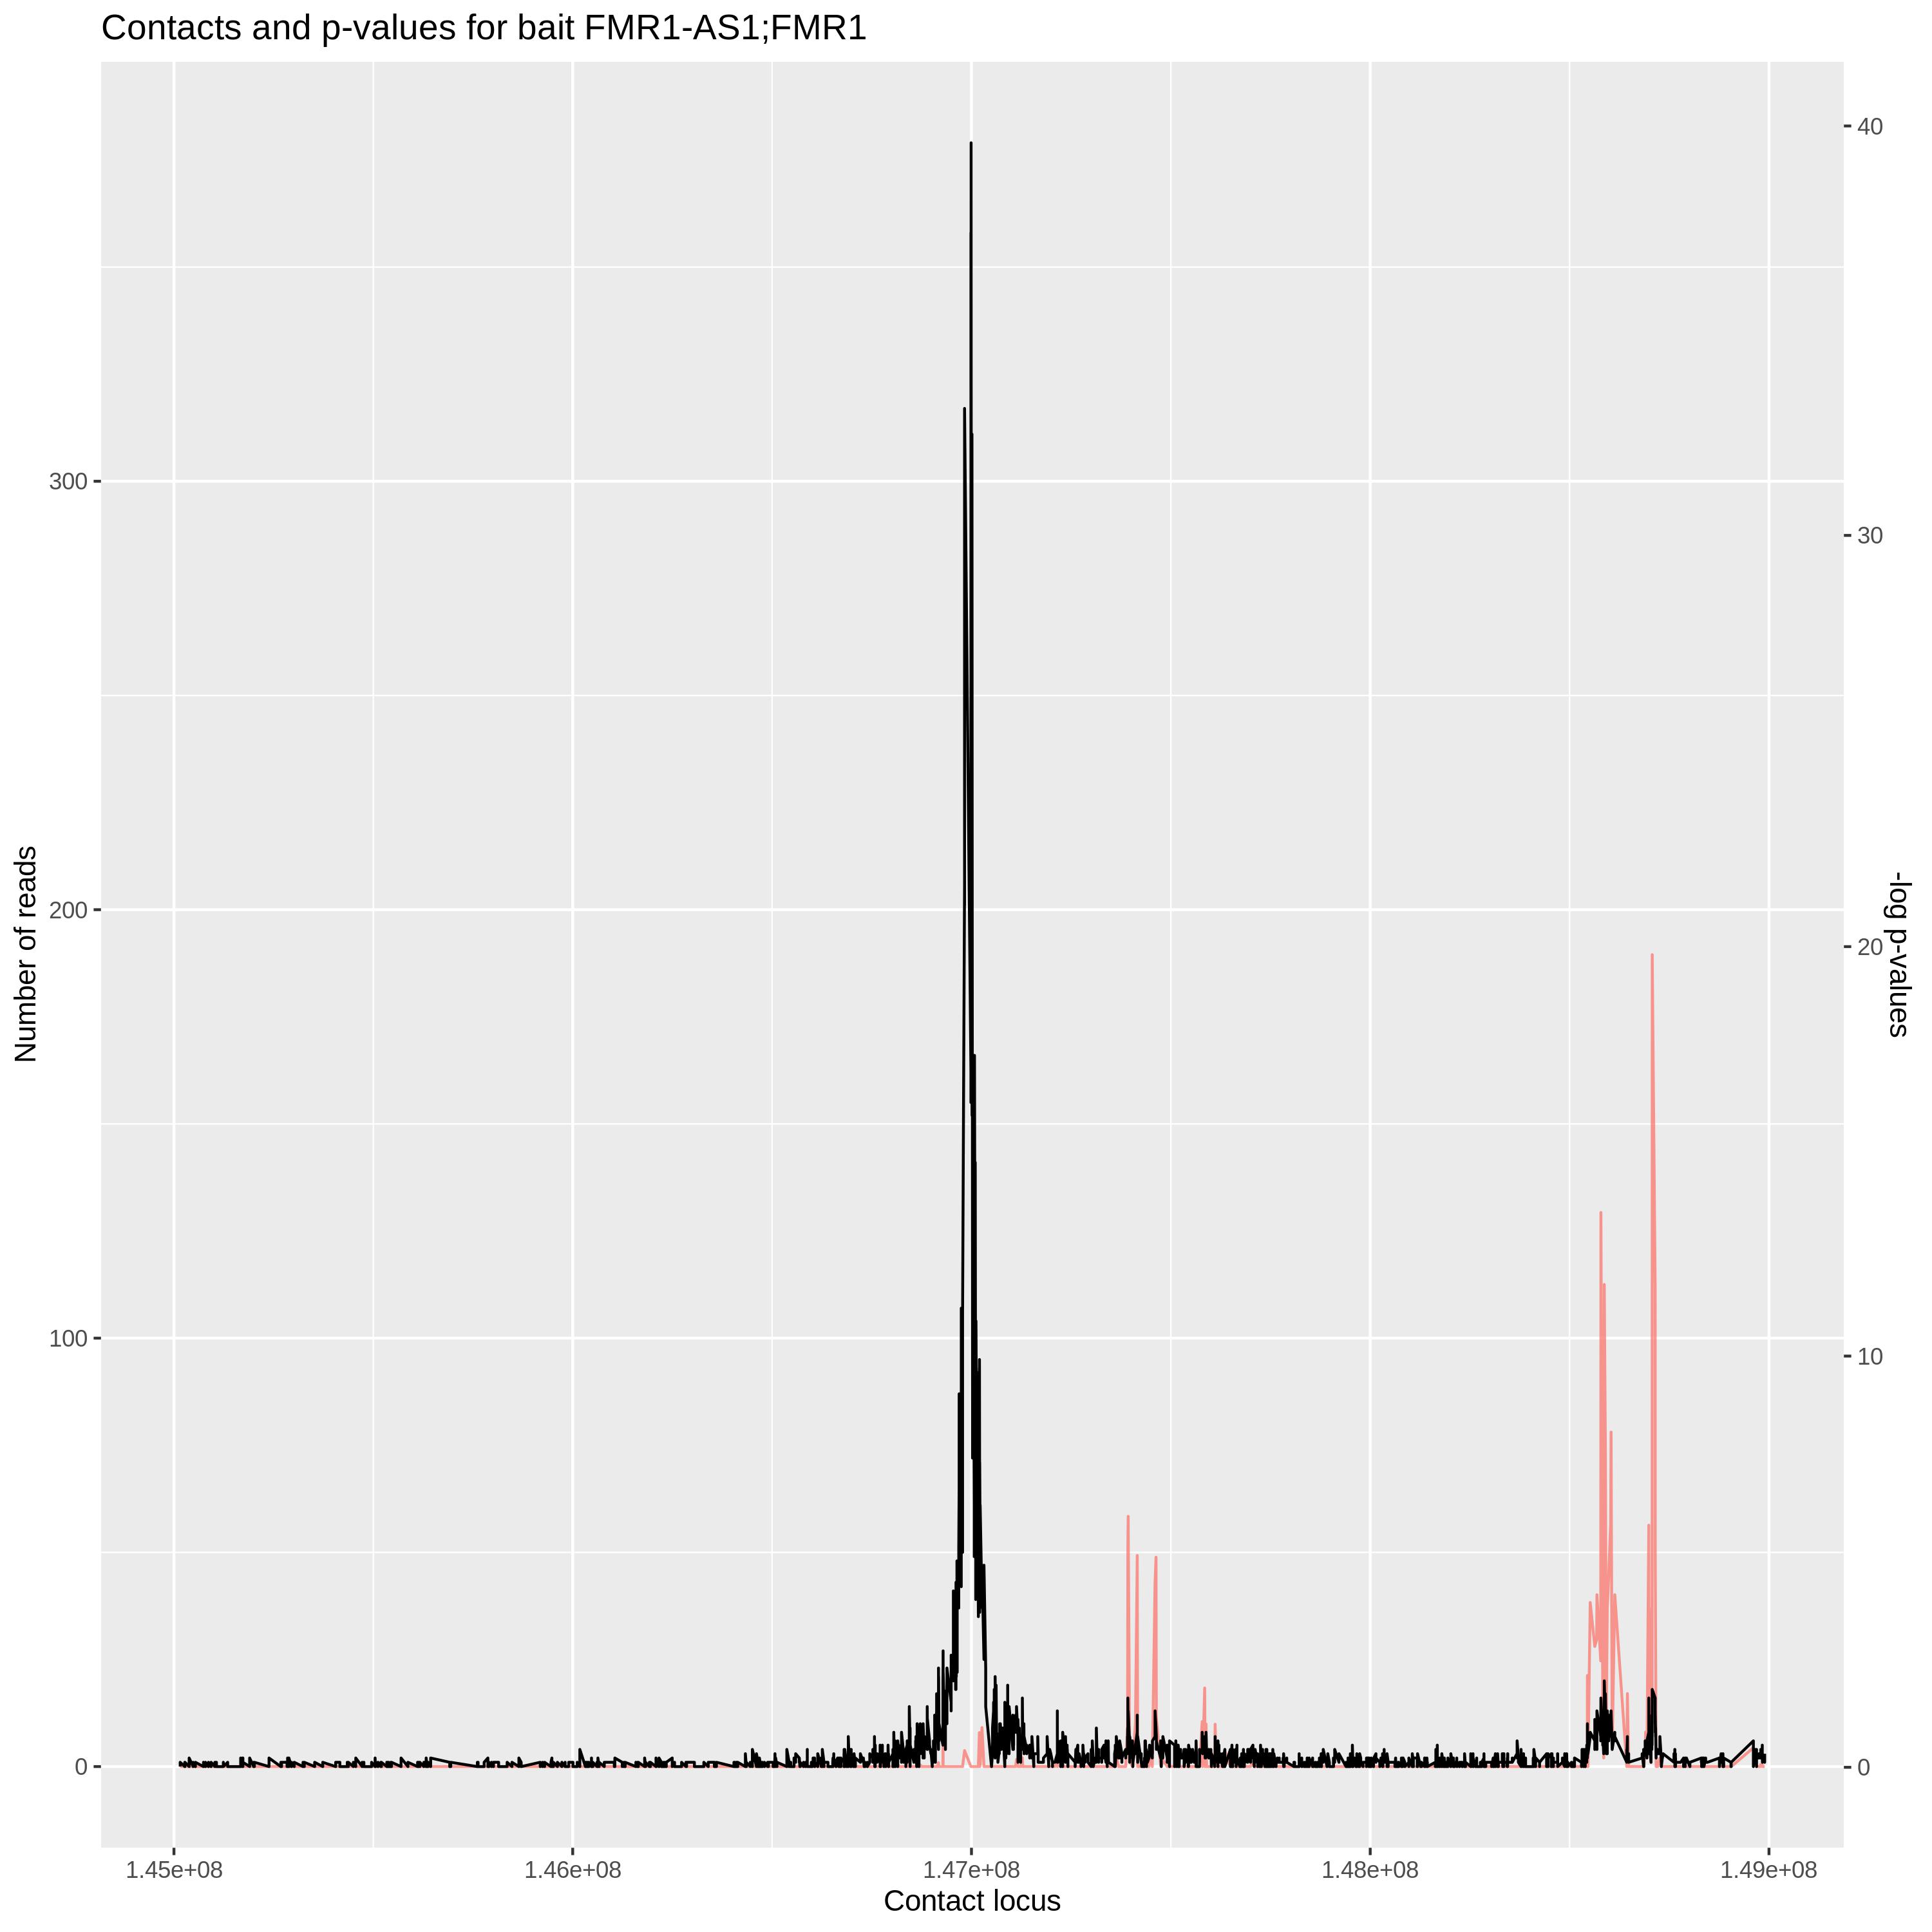 Contacts and p-values for bait FMR1-AS1;FMR1
Number of reads
300
200
100
0
40
30
20
10
0
-log p-values
1.45e+08 1.46e+08 1.47e+08 1.48e+08 1.49e+08
Contact locus